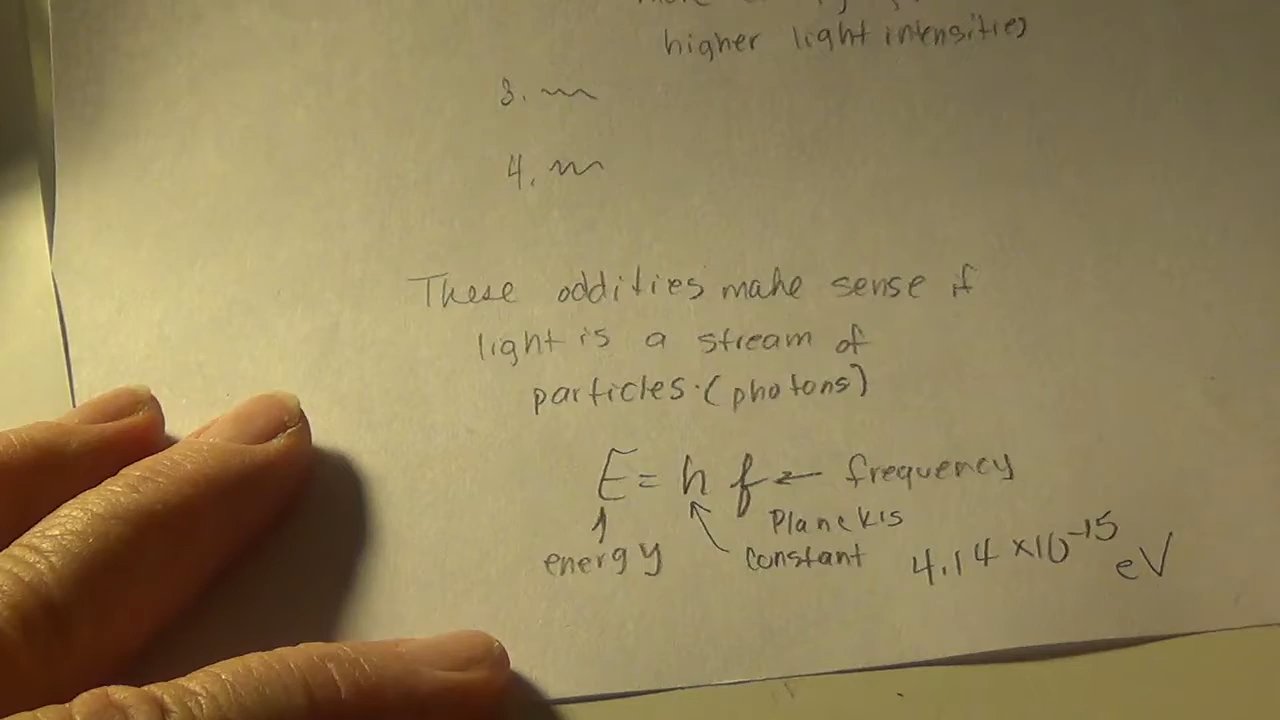 higher light intensities
3.
4.
These oddities make sense if
light is a stream of
particles. (photons)
E = h f ← frequency
Planck's
energy constant 4.14 ×10⁻¹⁵ eV